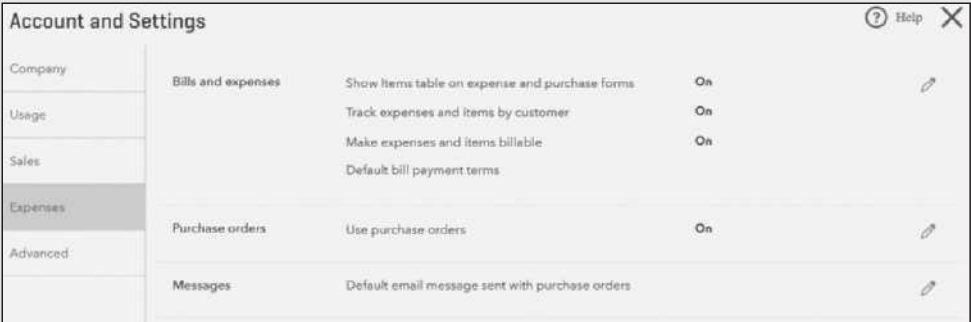 Account and Settings ? Help X
Company
Usage
Sales
Expenses
Advanced
Bills and expenses Show Items table on expense and purchase forms On
Track expenses and items by customer On
Make expenses and items billable On
Default bill payment terms
Purchase orders Use purchase orders On
Messages Default email message sent with purchase orders